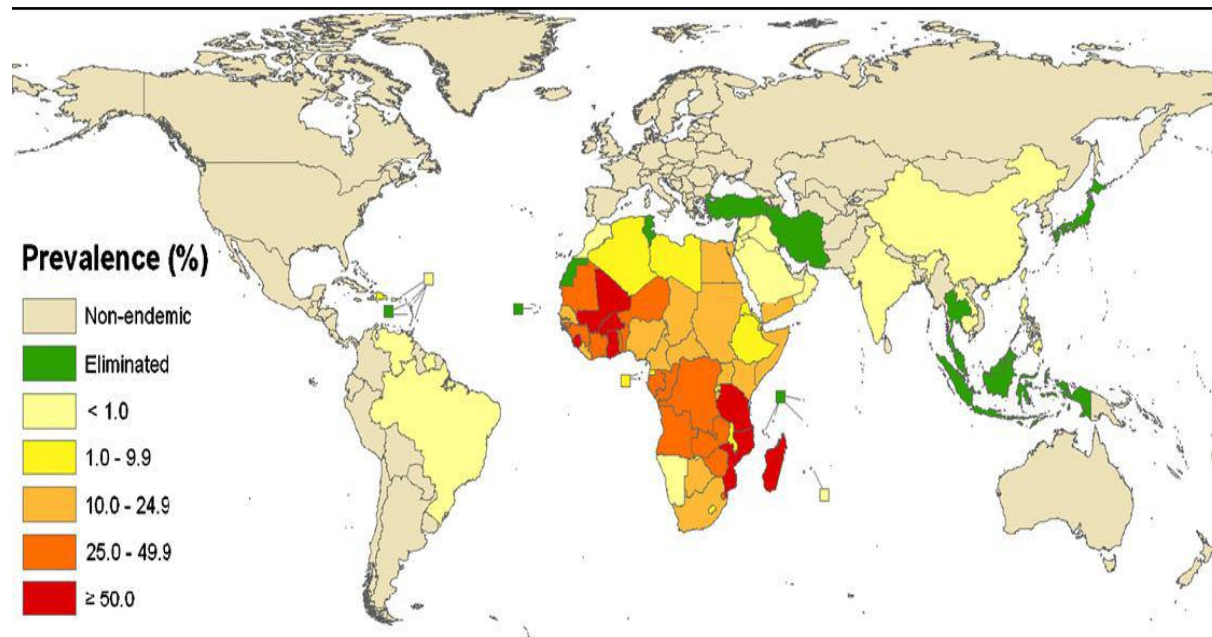 Prevalence (%)
Non-endemic
Eliminated
< 1.0
1.0 - 9.9
10.0 - 24.9
25.0 - 49.9
≥ 50.0